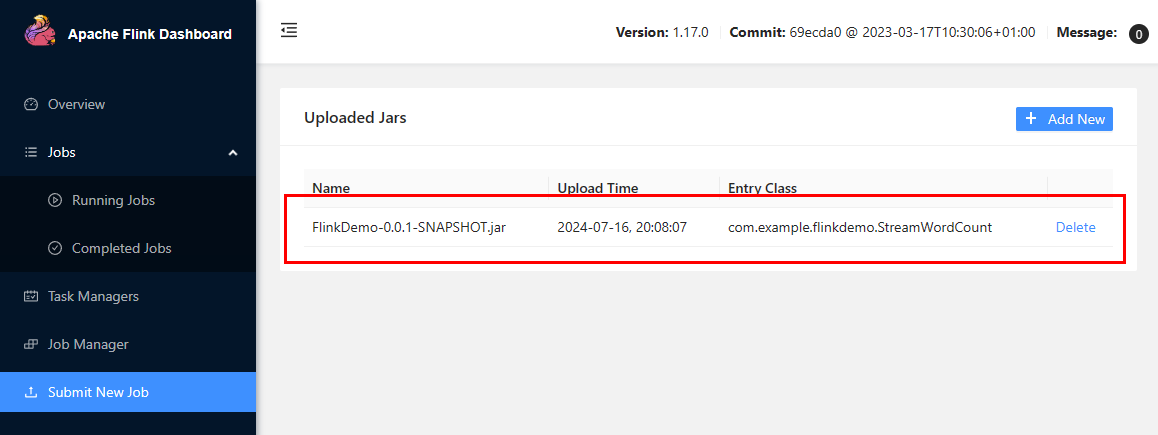 Apache Flink Dashboard
Version: 1.17.0 Commit: 69ecda0 @ 2023-03-17T10:30:06+01:00 Message: 0
Overview
Jobs
Running Jobs
Completed Jobs
Task Managers
Job Manager
Submit New Job
Uploaded Jars
+ Add New
Name Upload Time Entry Class
FlinkDemo-0.0.1-SNAPSHOT.jar 2024-07-16, 20:08:07 com.example.flinkdemo.StreamWordCount Delete